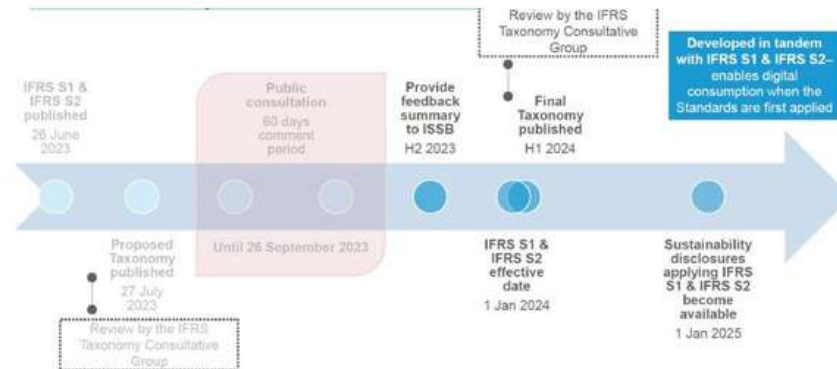 Review by the IFRS
Taxonomy Consultative
Group
Developed in tandem
with IFRS S1 & IFRS S2–
enables digital
consumption when the
Standards are first applied
IFRS S1 &
IFRS S2
published
26 June
2023
Public
consultation
60 days
comment
period
Provide
feedback
summary
to ISSB
H2 2023
Final
Taxonomy
published
H1 2024
Proposed
Taxonomy
published
27 July
2023
Until 26 September 2023
IFRS S1 &
IFRS S2
effective
date
1 Jan 2024
Sustainability
disclosures
applying IFRS
S1 & IFRS S2
become
available
1 Jan 2025
Review by the IFRS
Taxonomy Consultative
Group